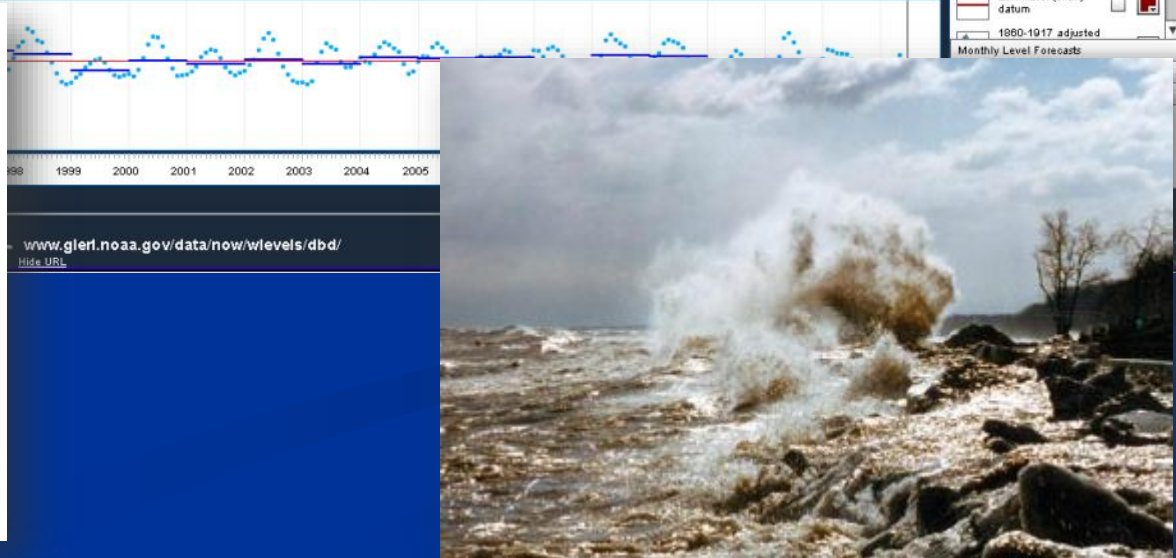 datum
1860-1917 adjusted
Monthly Level Forecasts
1999 2000 2001 2002 2003 2004 2005
www.glerl.noaa.gov/data/now/wlevels/dbd/
Hide URL